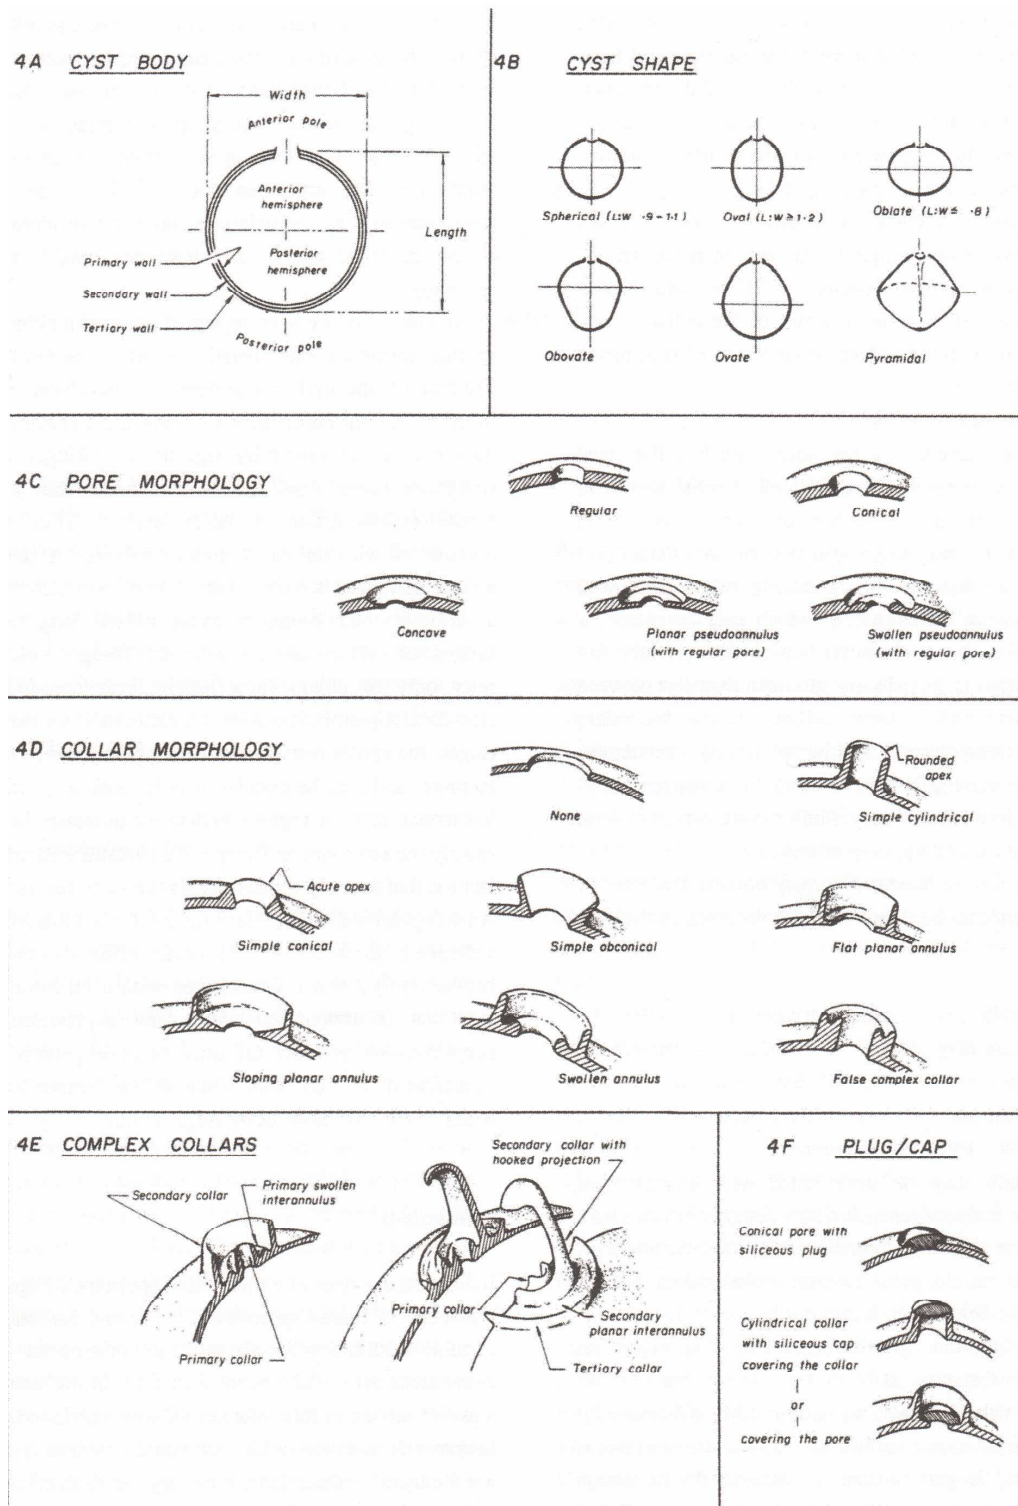 4A CYST BODY
Width
Anterior pole
Anterior
hemisphere
Length
Posterior
hemisphere
Primary wall
Secondary wall
Tertiary wall
Posterior pole
4B CYST SHAPE
Spherical (L:W ·9-1·1)
Oval (L:W≥1·2)
Oblate (L:W≤ ·8)
Obovate
Ovate
Pyramidal
4C PORE MORPHOLOGY
Regular
Conical
Concave
Planar pseudoannulus
(with regular pore)
Swollen pseudoannulus
(with regular pore)
4D COLLAR MORPHOLOGY
None
Rounded
apex
Simple cylindrical
Acute apex
Simple conical
Simple obconical
Flat planar annulus
Sloping planar annulus
Swollen annulus
False complex collar
4E COMPLEX COLLARS
Secondary collar
Primary swollen
interannulus
Primary collar
Secondary collar with
hooked projection
Primary collar
Secondary
planar interannulus
Tertiary collar
4F PLUG/CAP
Conical pore with
siliceous plug
Cylindrical collar
with siliceous cap
covering the collar
or
covering the pore